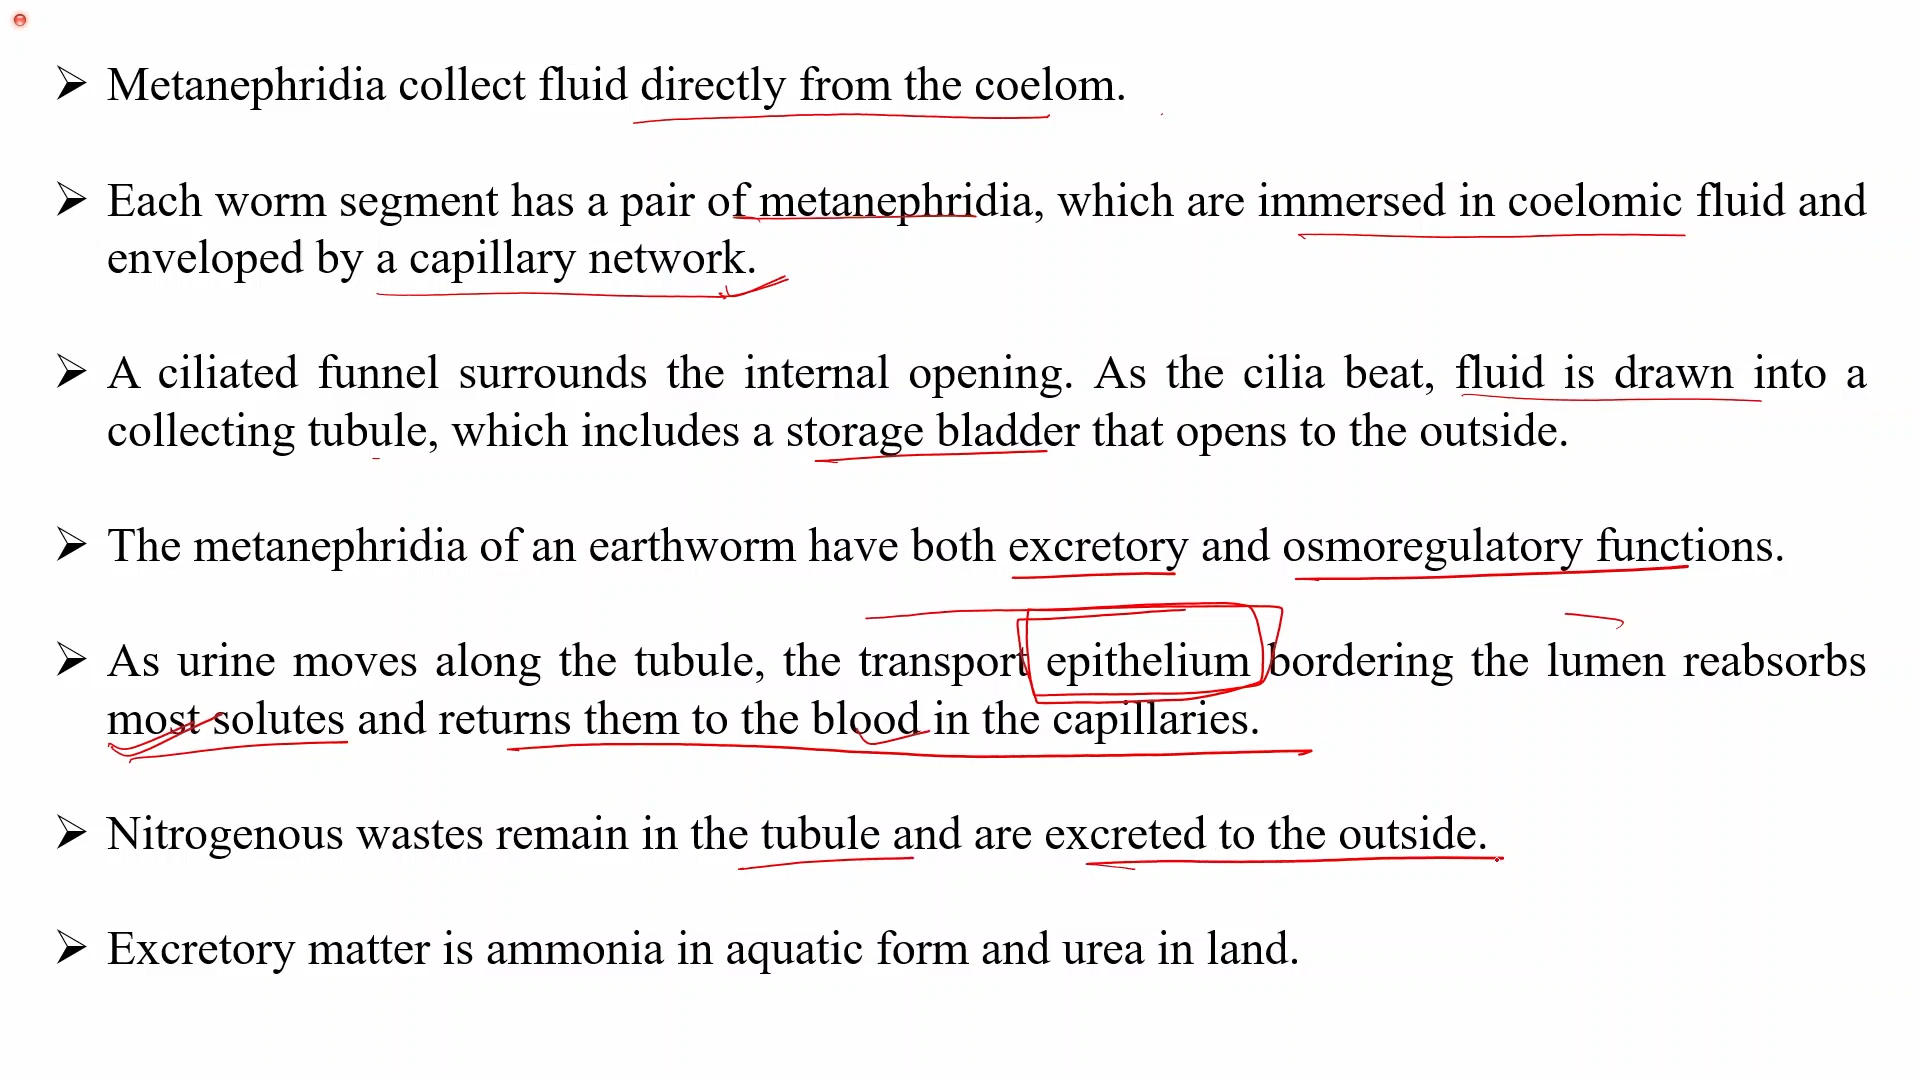 ➢ Metanephridia collect fluid directly from the coelom.
➢ Each worm segment has a pair of metanephridia, which are immersed in coelomic fluid and
enveloped by a capillary network.
➢ A ciliated funnel surrounds the internal opening. As the cilia beat, fluid is drawn into a
collecting tubule, which includes a storage bladder that opens to the outside.
➢ The metanephridia of an earthworm have both excretory and osmoregulatory functions.
➢ As urine moves along the tubule, the transport epithelium bordering the lumen reabsorbs
most solutes and returns them to the blood in the capillaries.
➢ Nitrogenous wastes remain in the tubule and are excreted to the outside.
➢ Excretory matter is ammonia in aquatic form and urea in land.